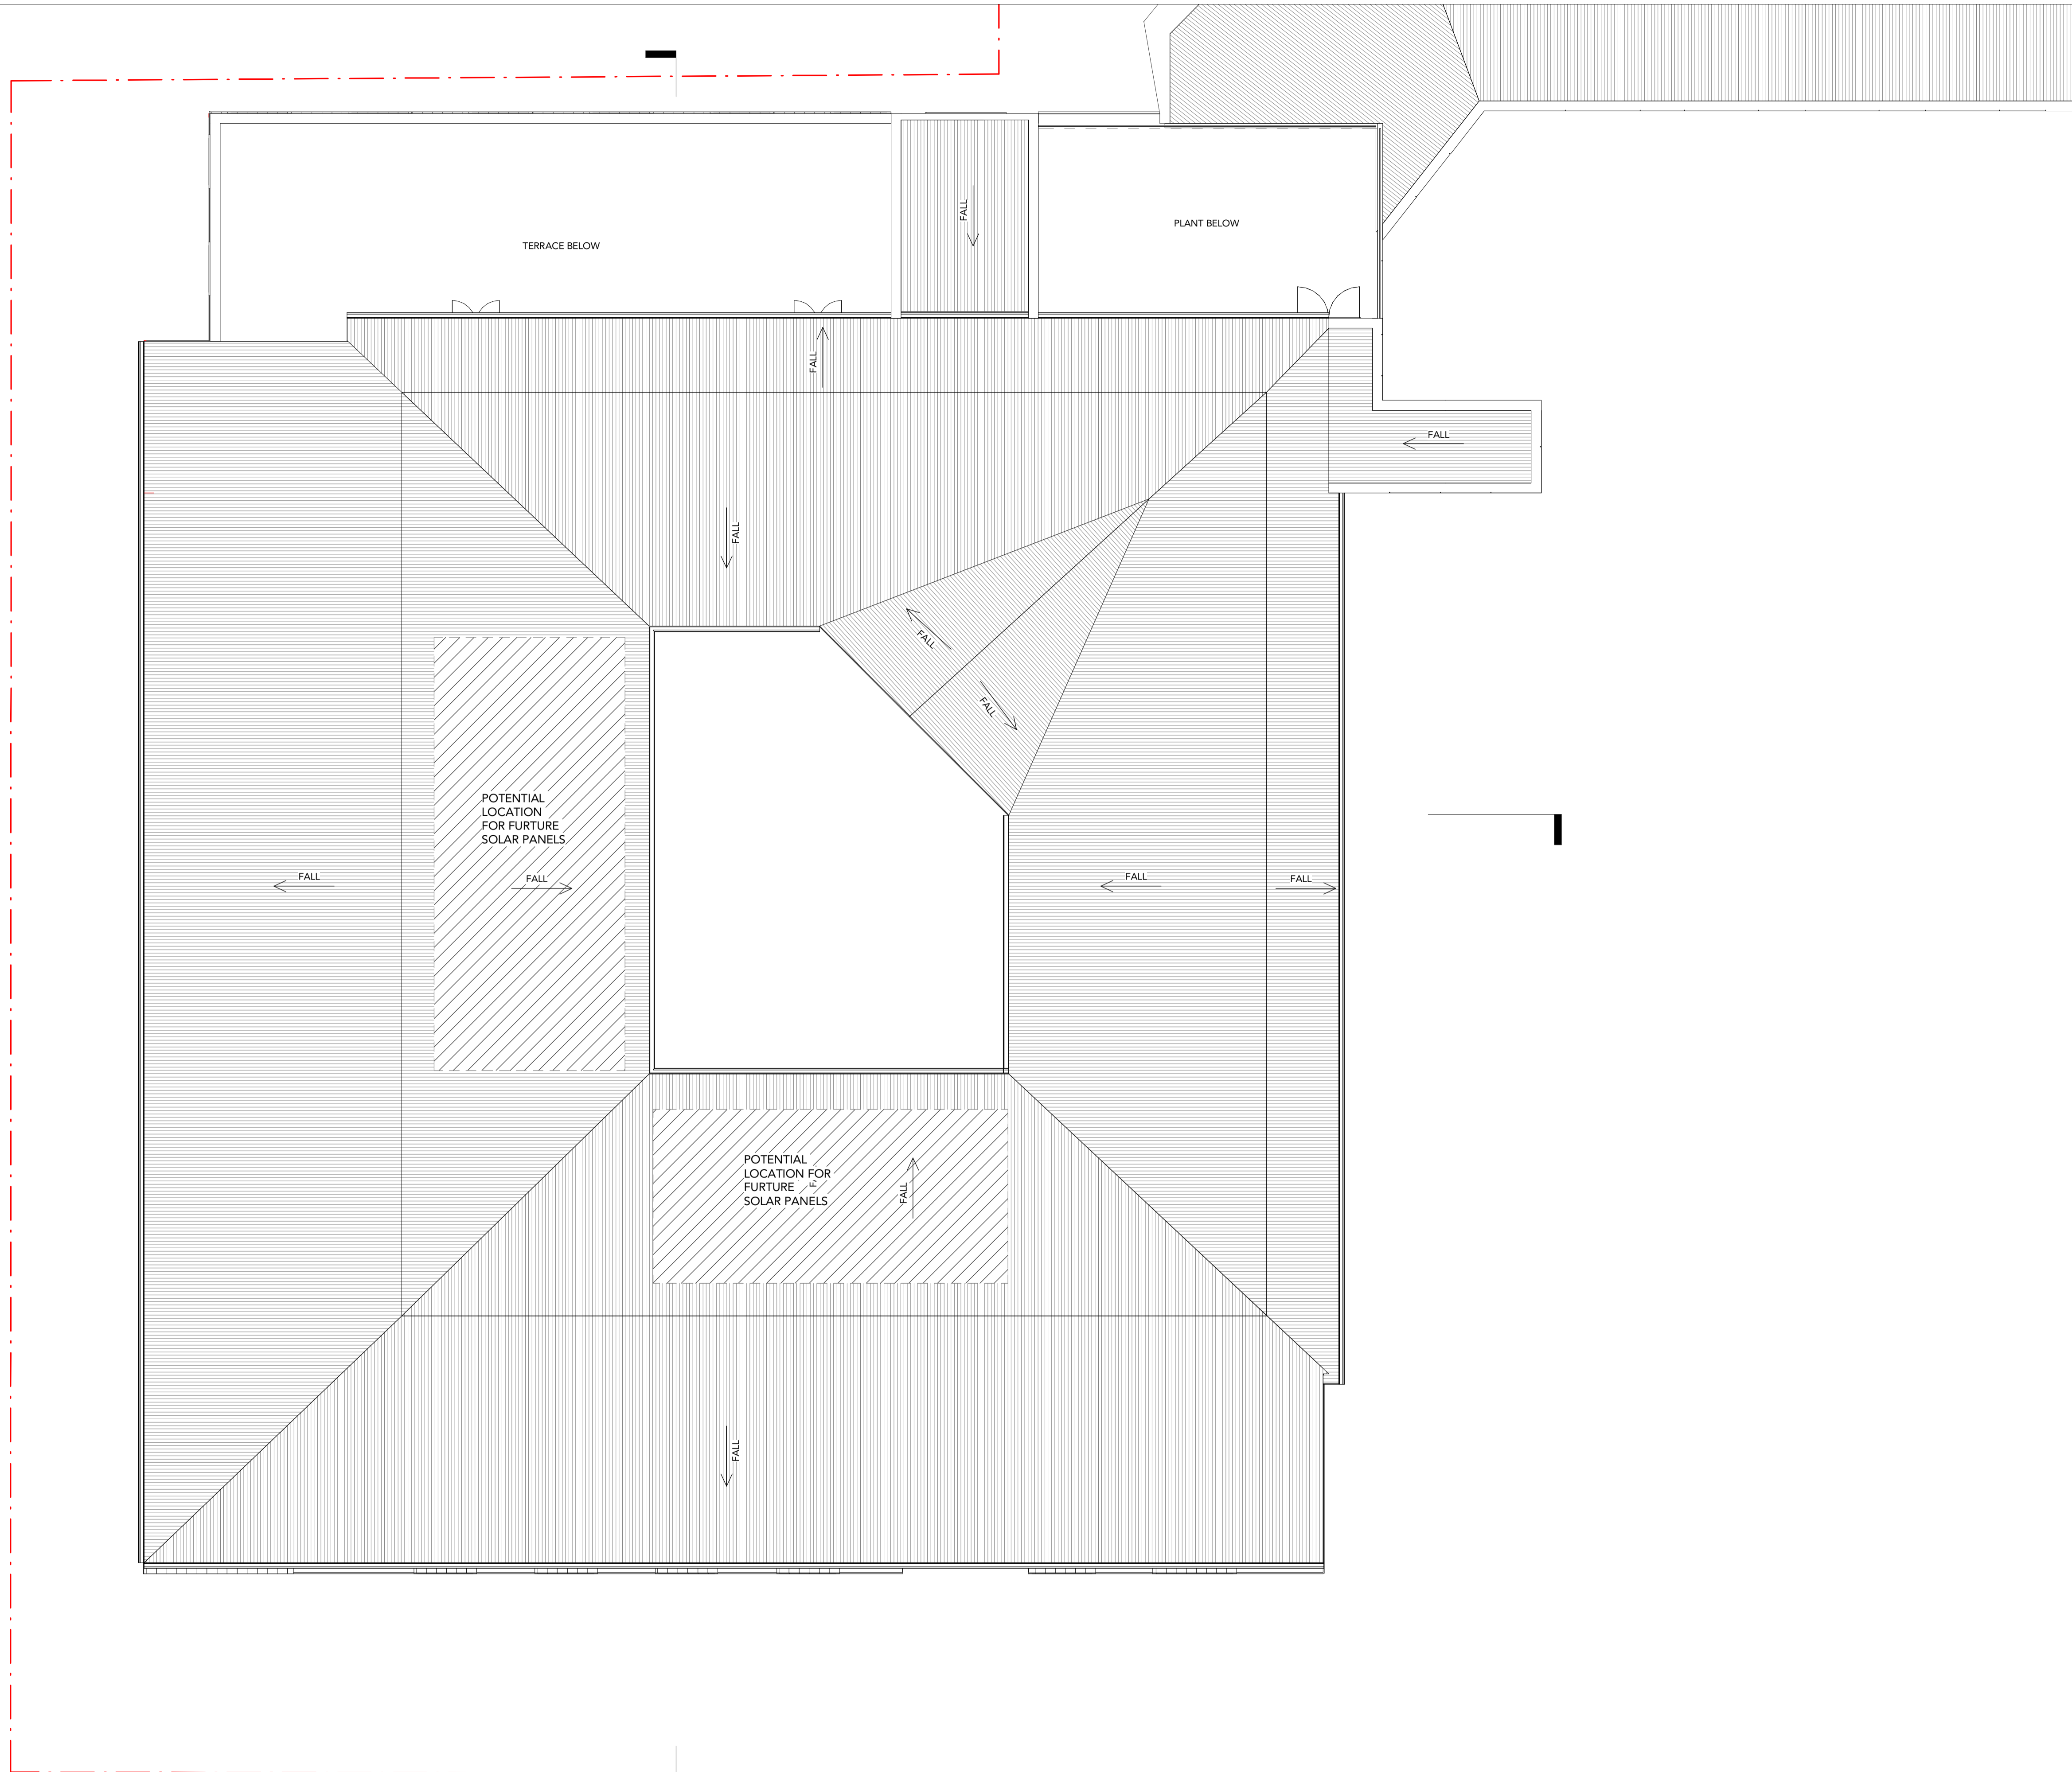 FALL
PLANT BELOW
TERRACE BELOW
FALL
FALL
FALL
FALL
FALL
POTENTIAL
LOCATION
FOR FURTURE
SOLAR PANELS
FALL
FALL
FALL
FALL
FALL
POTENTIAL
LOCATION FOR
FURTURE
SOLAR PANELS
FALL
FALL